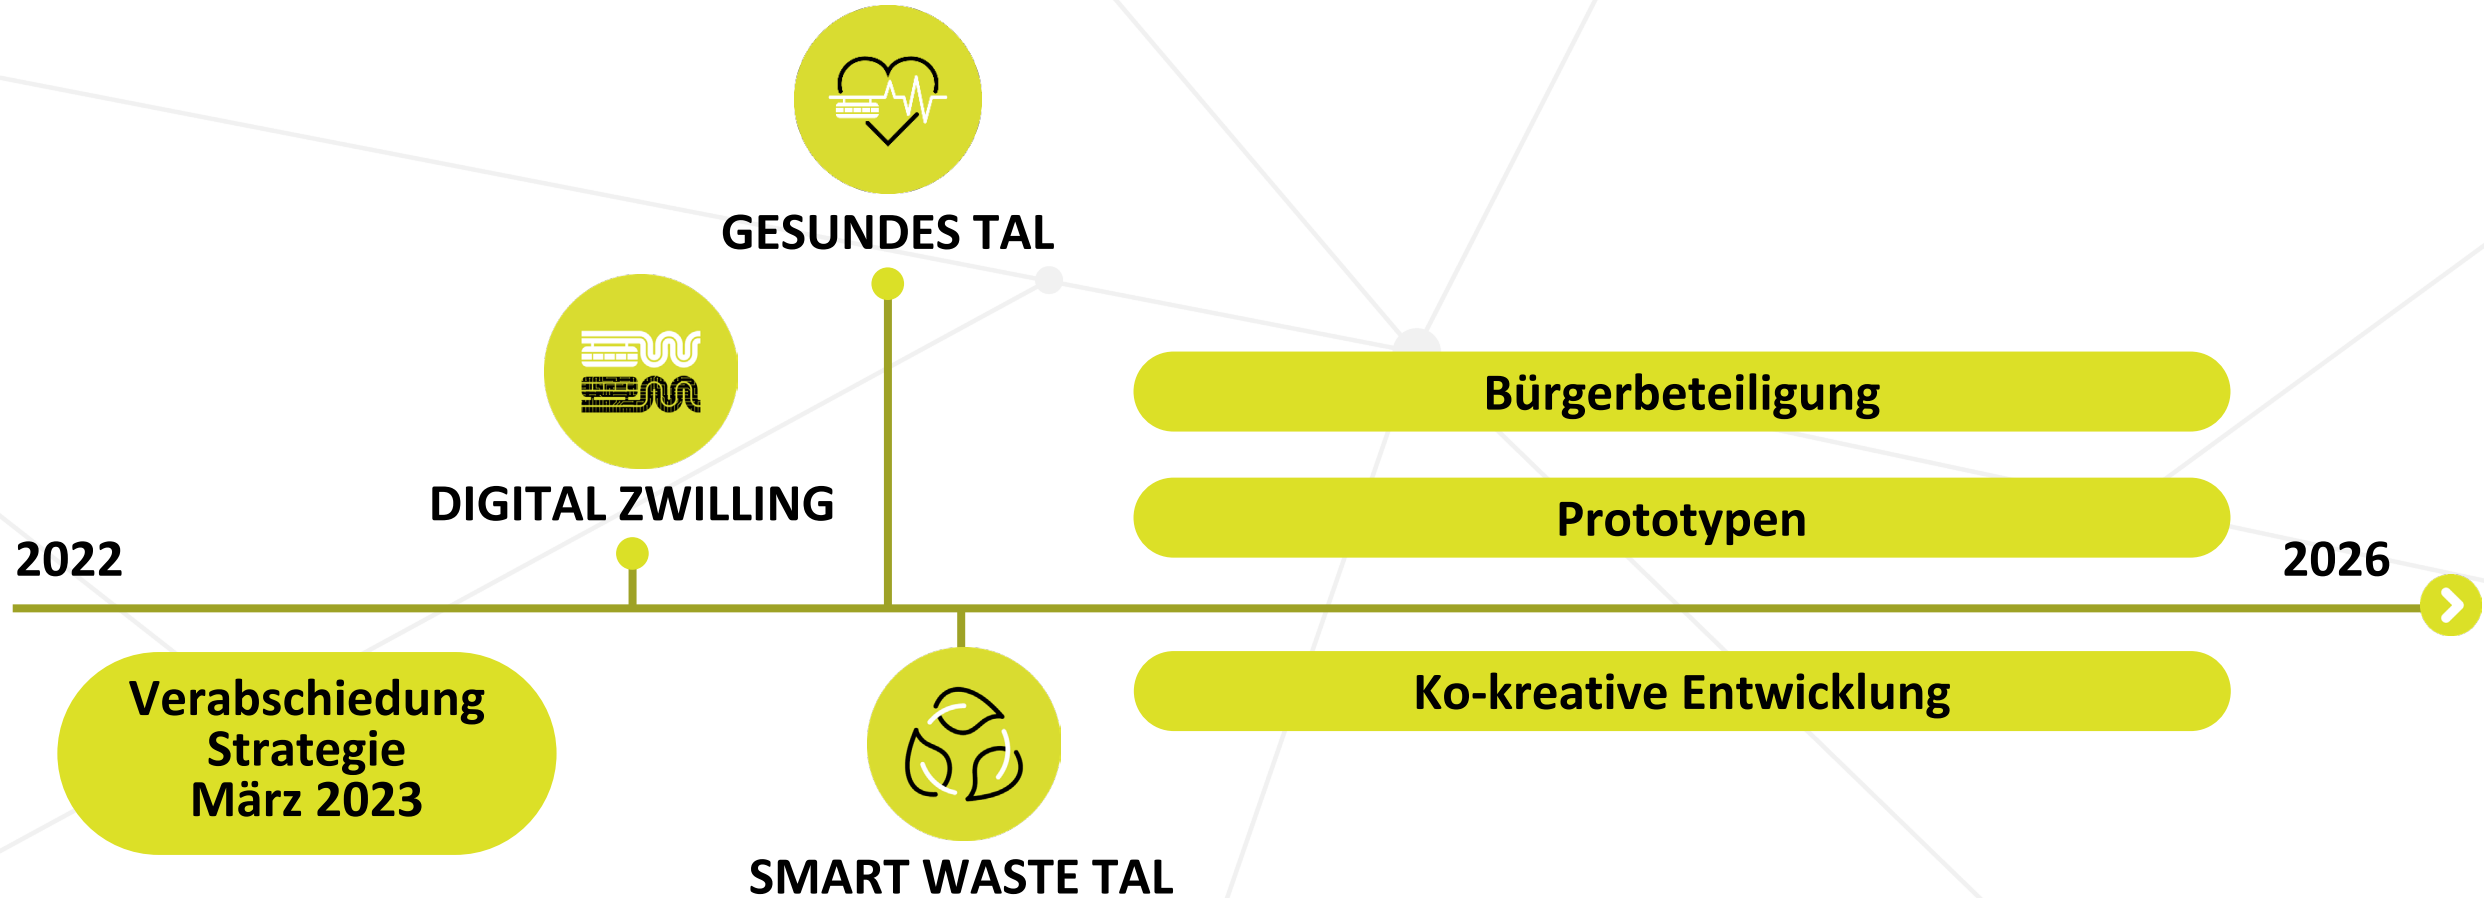 GESUNDES TAL
DIGITAL ZWILLING
2022
Bürgerbeteiligung
Prototypen
2026
Verabschiedung
Strategie
März 2023
Ko-kreative Entwicklung
SMART WASTE TAL